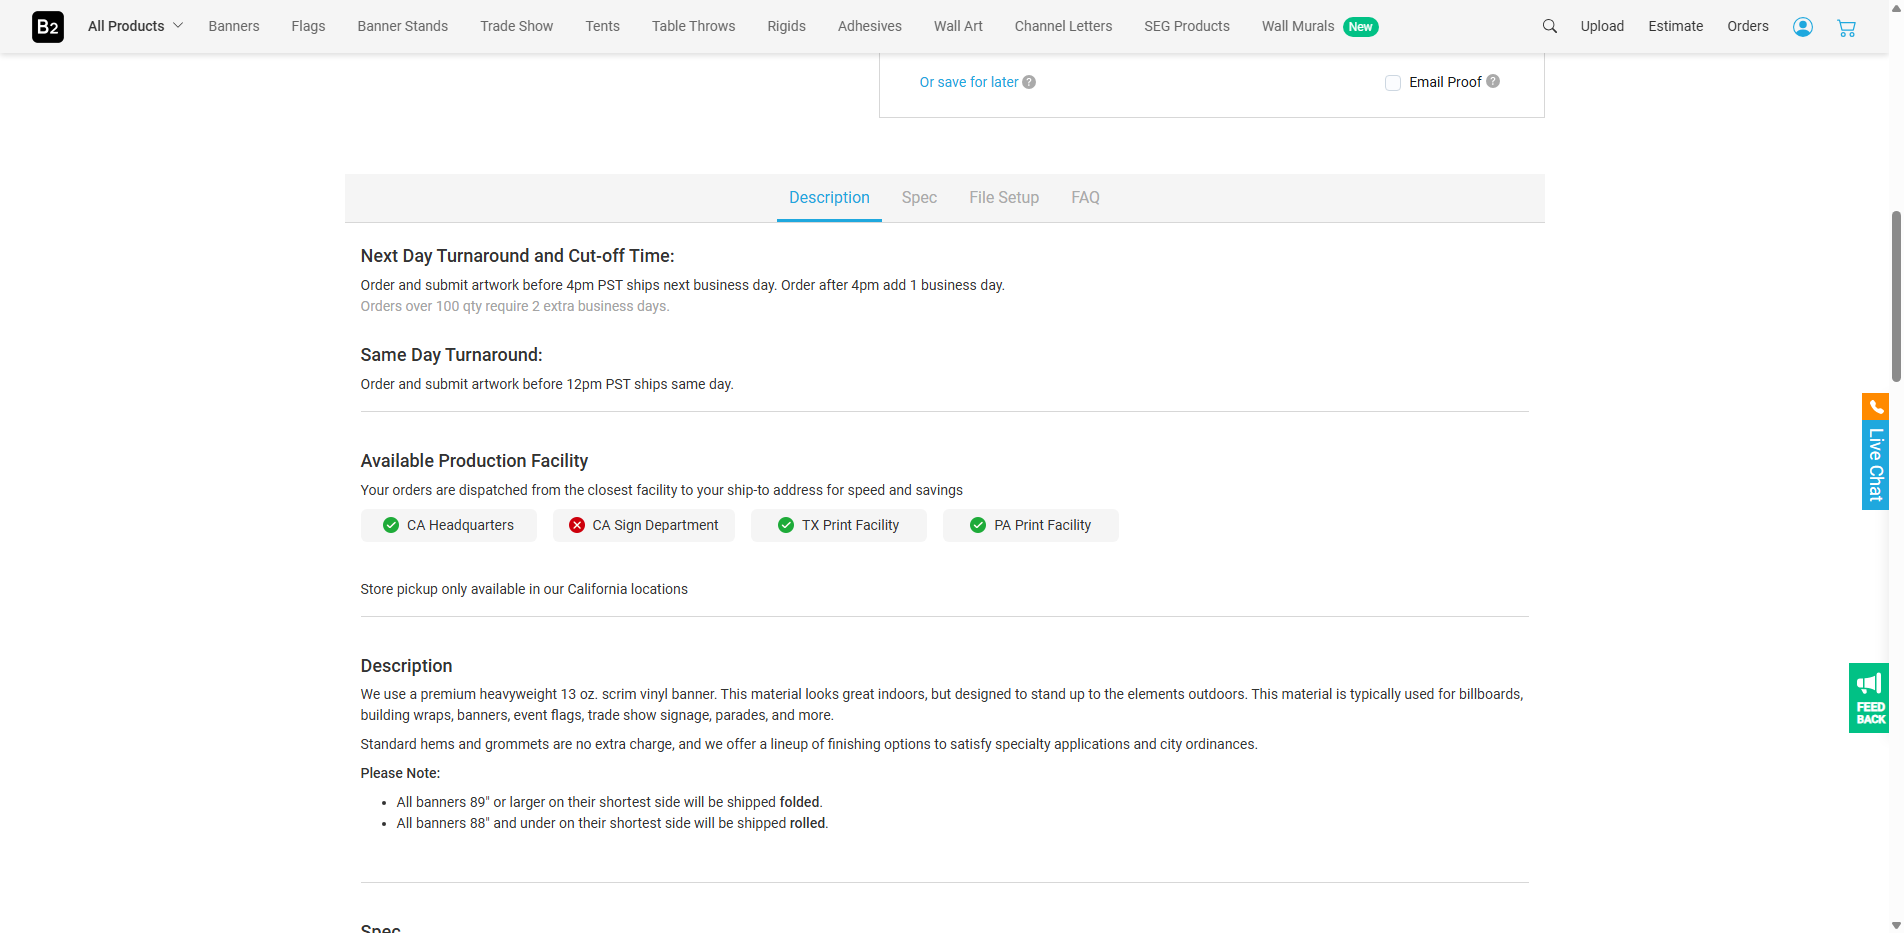 B2 All Products Banners Flags Banner Stands Trade Show Tents Table Throws Rigids Adhesives Wall Art Channel Letters SEG Products Wall Murals New Upload Estimate Orders
Or save for later ? Email Proof ?
Description Spec File Setup FAQ
Next Day Turnaround and Cut-off Time:
Order and submit artwork before 4pm PST ships next business day. Order after 4pm add 1 business day.
Orders over 100 qty require 2 extra business days.
Same Day Turnaround:
Order and submit artwork before 12pm PST ships same day.
Live Chat
Available Production Facility
Your orders are dispatched from the closest facility to your ship-to address for speed and savings
CA Headquarters CA Sign Department TX Print Facility PA Print Facility
Store pickup only available in our California locations
Description
We use a premium heavyweight 13 oz. scrim vinyl banner. This material looks great indoors, but designed to stand up to the elements outdoors. This material is typically used for billboards,
building wraps, banners, event flags, trade show signage, parades, and more.
FEED
BACK
Standard hems and grommets are no extra charge, and we offer a lineup of finishing options to satisfy specialty applications and city ordinances.
Please Note:
• All banners 89" or larger on their shortest side will be shipped folded.
• All banners 88" and under on their shortest side will be shipped rolled.
Spec